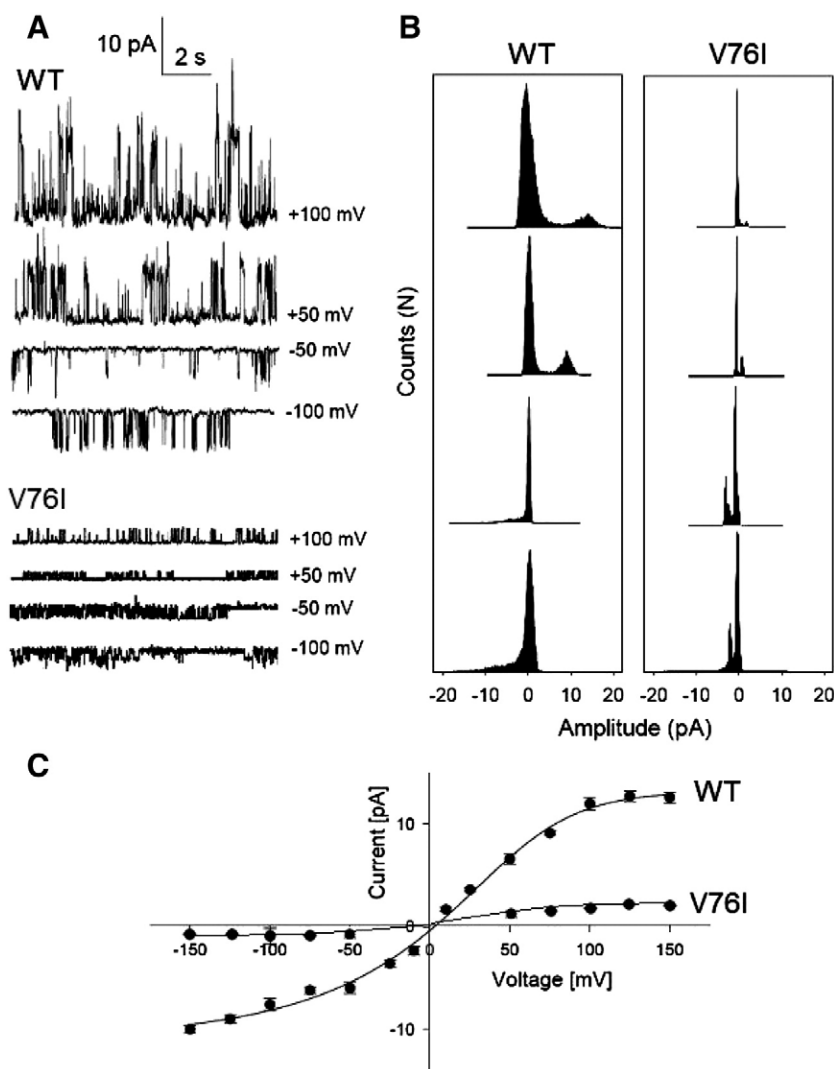 A
10 pA
2 s
WT
+100 mV
+50 mV
-50 mV
-100 mV
V76I
+100 mV
+50 mV
-50 mV
-100 mV
B
WT
V76I
Counts (N)
-20 -10 0 10 20
-20 -10 0 10 20
Amplitude (pA)
C
Current [pA]
10
0
-10
-150 -100 -50 0 50 100 150
Voltage [mV]
WT
V76I